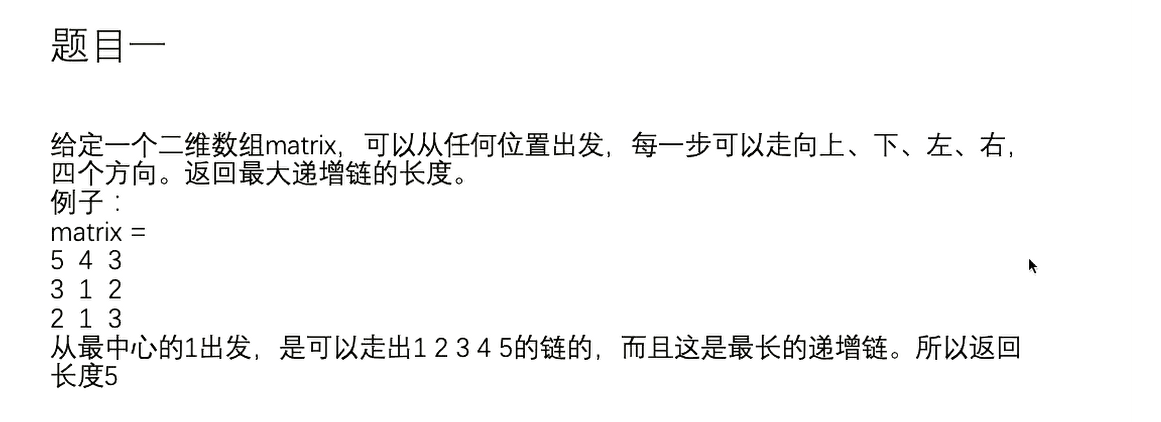 题目一
给定一个二维数组matrix，可以从任何位置出发，每一步可以走向上、下、左、右，
四个方向。返回最大递增链的长度。
例子：
matrix =
5 4 3
3 1 2
2 1 3
从最中心的1出发，是可以走出1 2 3 4 5的链的，而且这是最长的递增链。所以返回
长度5